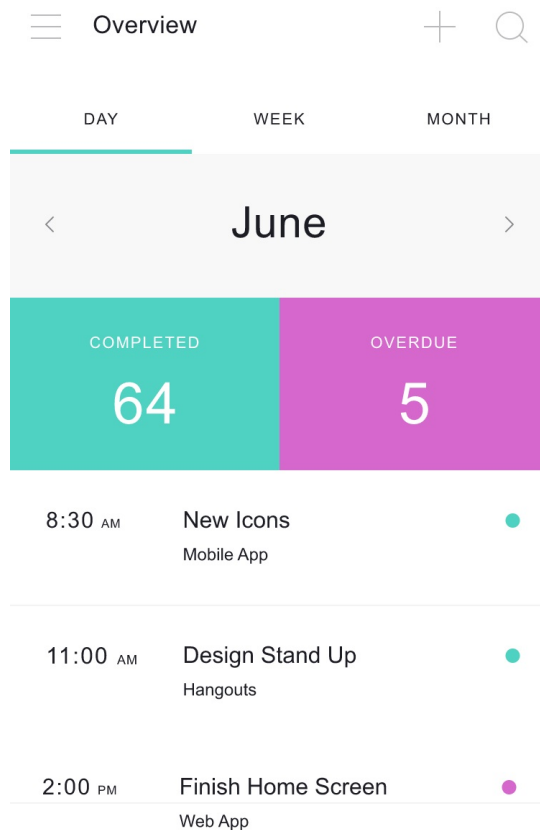 Overview
DAY WEEK MONTH
June
COMPLETED OVERDUE
64 5
8:30 AM New Icons
Mobile App
11:00 AM Design Stand Up
Hangouts
2:00 PM Finish Home Screen
Web App